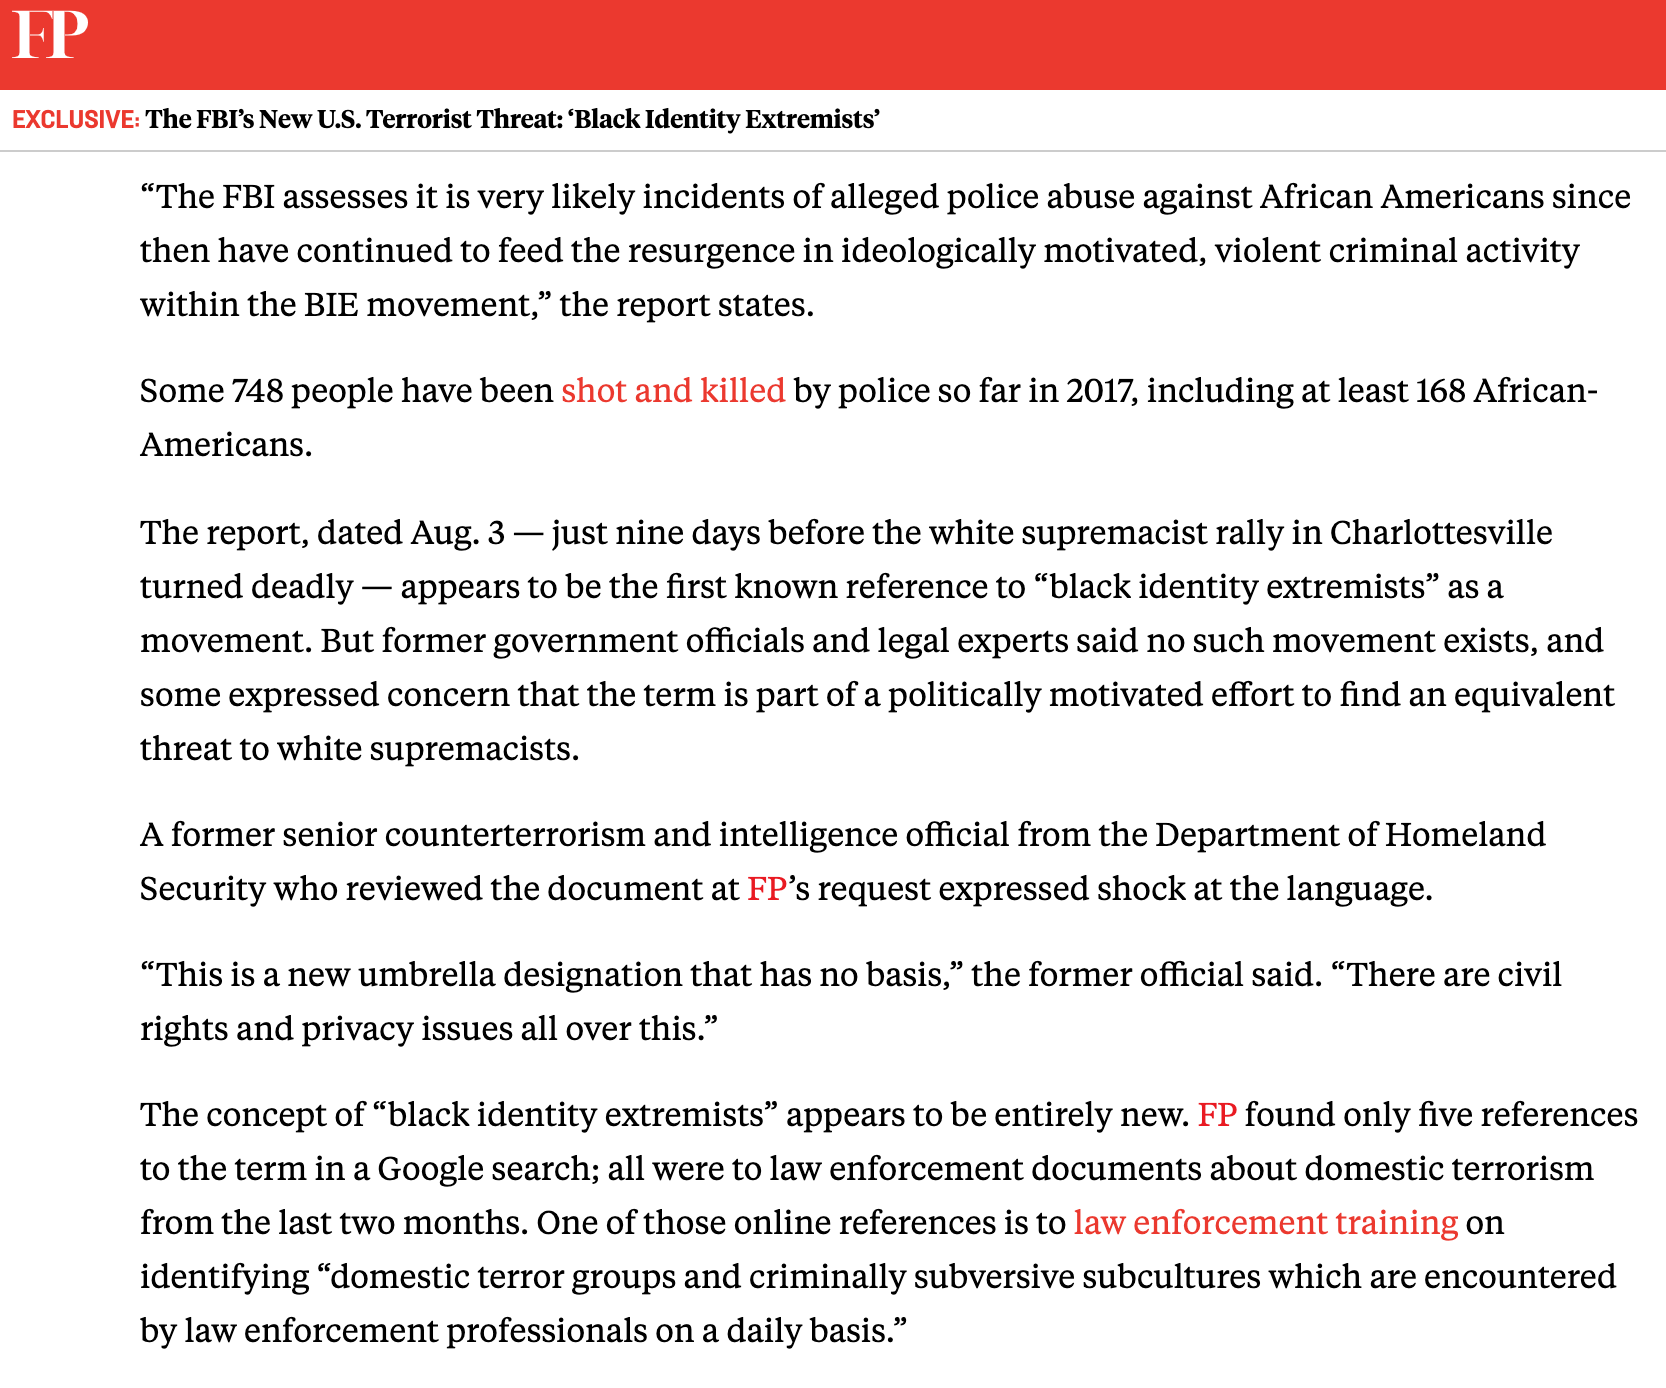 FP
EXCLUSIVE: The FBI’s New U.S. Terrorist Threat: ‘Black Identity Extremists’
“The FBI assesses it is very likely incidents of alleged police abuse against African Americans since
then have continued to feed the resurgence in ideologically motivated, violent criminal activity
within the BIE movement,” the report states.
Some 748 people have been shot and killed by police so far in 2017, including at least 168 African-
Americans.
The report, dated Aug. 3 — just nine days before the white supremacist rally in Charlottesville
turned deadly — appears to be the first known reference to “black identity extremists” as a
movement. But former government officials and legal experts said no such movement exists, and
some expressed concern that the term is part of a politically motivated effort to find an equivalent
threat to white supremacists.
A former senior counterterrorism and intelligence official from the Department of Homeland
Security who reviewed the document at FP’s request expressed shock at the language.
“This is a new umbrella designation that has no basis,” the former official said. “There are civil
rights and privacy issues all over this.”
The concept of “black identity extremists” appears to be entirely new. FP found only five references
to the term in a Google search; all were to law enforcement documents about domestic terrorism
from the last two months. One of those online references is to law enforcement training on
identifying “domestic terror groups and criminally subversive subcultures which are encountered
by law enforcement professionals on a daily basis.”